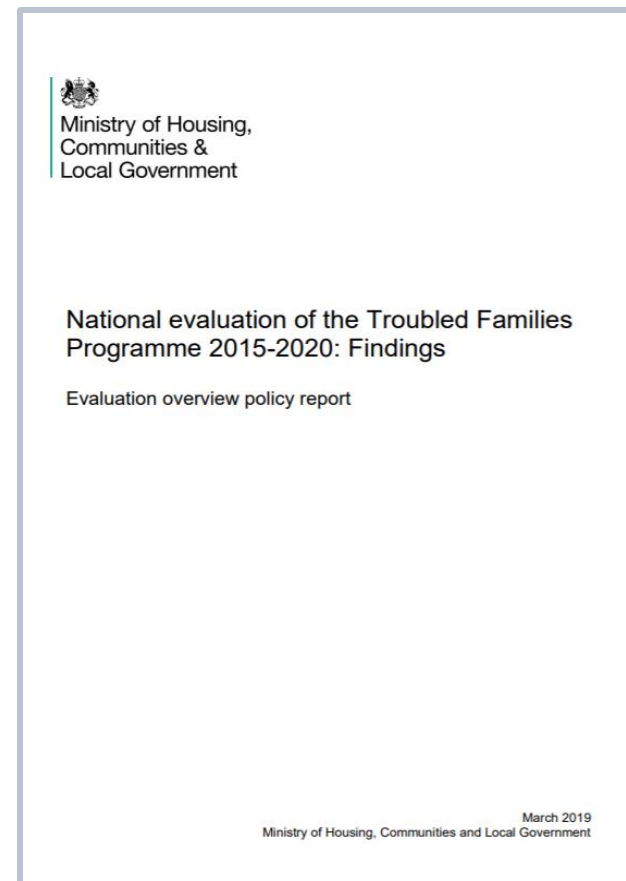 Ministry of Housing,
Communities &
Local Government
National evaluation of the Troubled Families
Programme 2015-2020: Findings
Evaluation overview policy report
March 2019
Ministry of Housing, Communities and Local Government